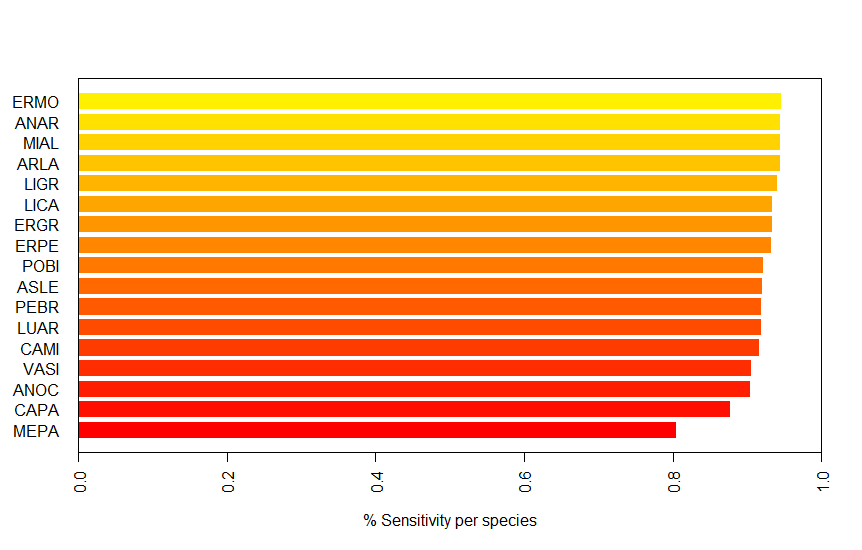 ERMO
ANAR
MIAL
ARLA
LIGR
LICA
ERGR
ERPE
POBI
ASLE
PEBR
LUAR
CAMI
VASI
ANOC
CAPA
MEPA
0.0 0.2 0.4 0.6 0.8 1.0
% Sensitivity per species